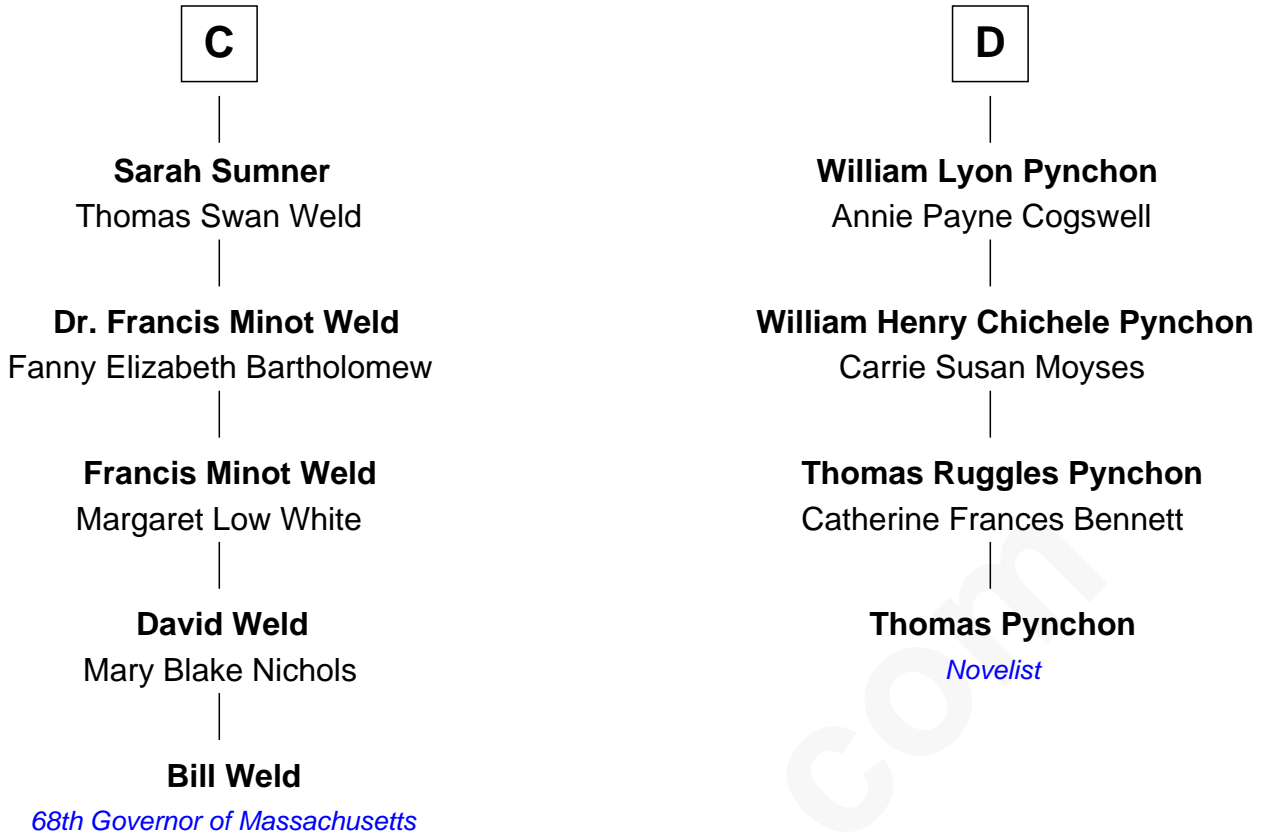 C
Sarah Sumner
Thomas Swan Weld
Dr. Francis Minot Weld
Fanny Elizabeth Bartholomew
Francis Minot Weld
Margaret Low White
David Weld
Mary Blake Nichols
Bill Weld
68th Governor of Massachusetts
D
William Lyon Pynchon
Annie Payne Cogswell
William Henry Chichele Pynchon
Carrie Susan Moyses
Thomas Ruggles Pynchon
Catherine Frances Bennett
Thomas Pynchon
Novelist
com